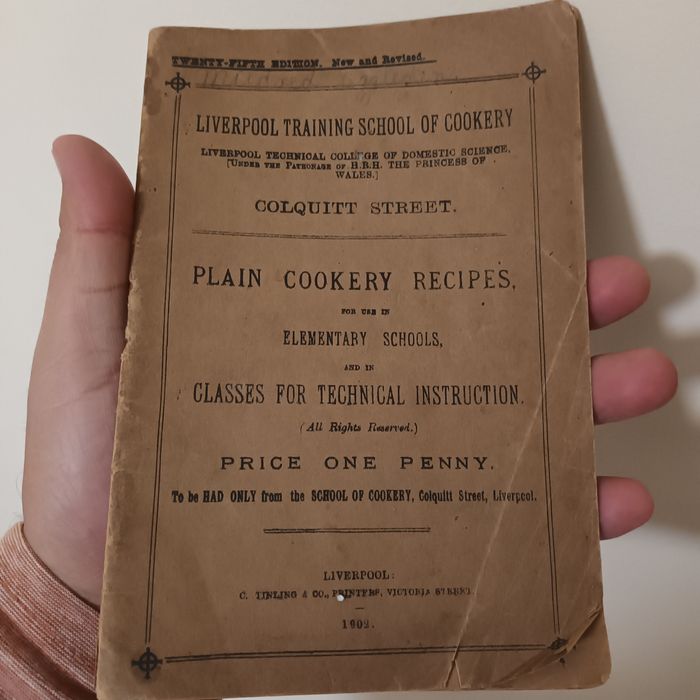 TWENTY-FIFTH EDITION. New and Revised.
LIVERPOOL TRAINING SCHOOL OF COOKERY
LIVERPOOL TECHNICAL COLLEGE OF DOMESTIC SCIENCE,
[UNDER THE PATRONAGE OF H.R.H. THE PRINCESS OF
WALES.]
COLQUITT STREET.
PLAIN COOKERY RECIPES,
FOR USE IN
ELEMENTARY SCHOOLS,
AND IN
CLASSES FOR TECHNICAL INSTRUCTION.
(All Rights Reserved.)
PRICE ONE PENNY.
To be HAD ONLY from the SCHOOL OF COOKERY, Colquitt Street, Liverpool.
LIVERPOOL:
C. TINLING & CO., PRINTERS, VICTORIA STREET.
1902.